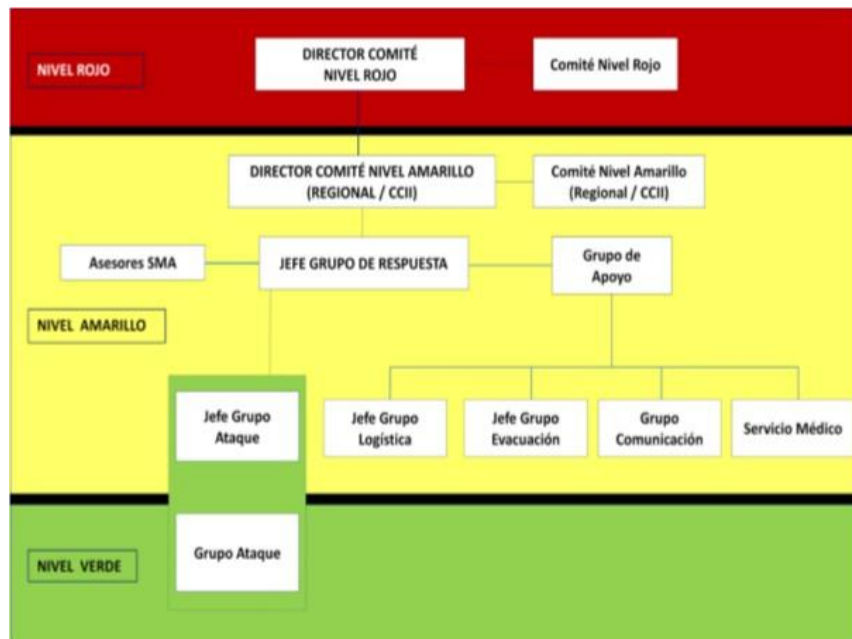 DIRECTOR COMITÉ
NIVEL ROJO
Comité Nivel Rojo
NIVEL ROJO
DIRECTOR COMITÉ NIVEL AMARILLO
(REGIONAL / CCII)
Comité Nivel Amarillo
(Regional / CCII)
Asesores SMA
JEFE GRUPO DE RESPUESTA
Grupo de
Apoyo
NIVEL AMARILLO
Jefe Grupo
Ataque
Jefe Grupo
Logística
Jefe Grupo
Evacuación
Grupo
Comunicación
Servicio Médico
Grupo Ataque
NIVEL VERDE